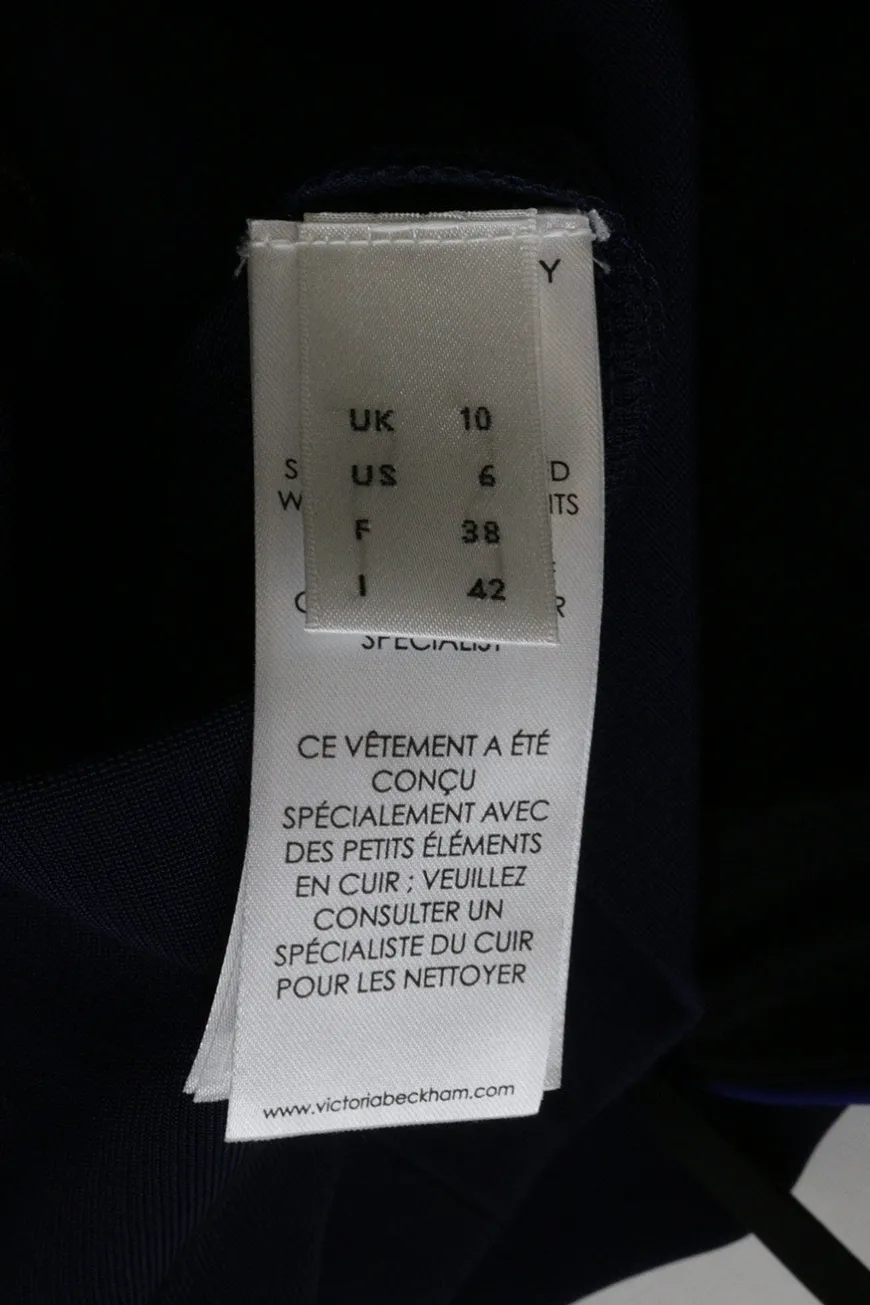 Y
UK 10
US 6
F 38
I 42
SPECIALIST
CE VÊTEMENT A ÉTÉ
CONÇU
SPÉCIALEMENT AVEC
DES PETITS ÉLÉMENTS
EN CUIR ; VEUILLEZ
CONSULTER UN
SPÉCIALISTE DU CUIR
POUR LES NETTOYER
www.victoriabeckham.com